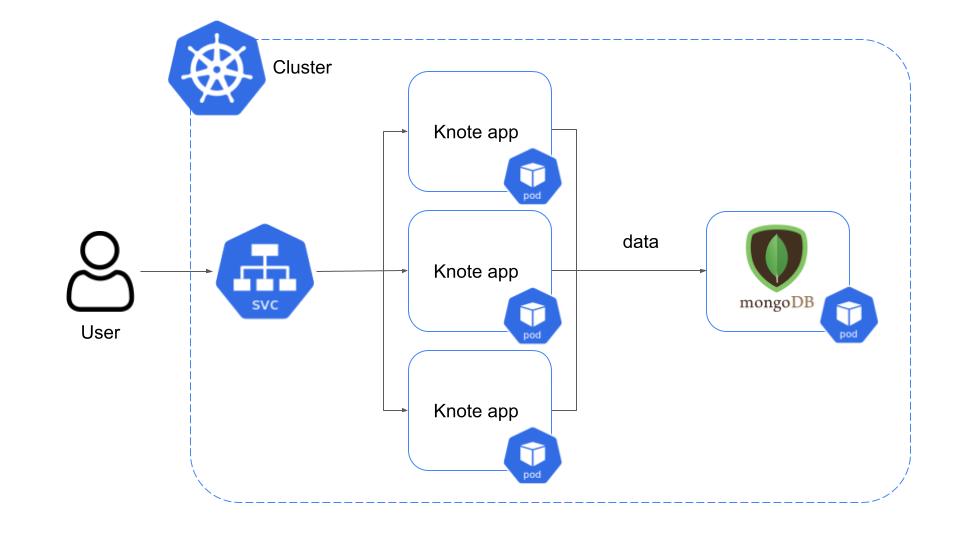 Cluster
Knote app
pod
User
SVC
Knote app
pod
data
mongoDB
pod
Knote app
pod